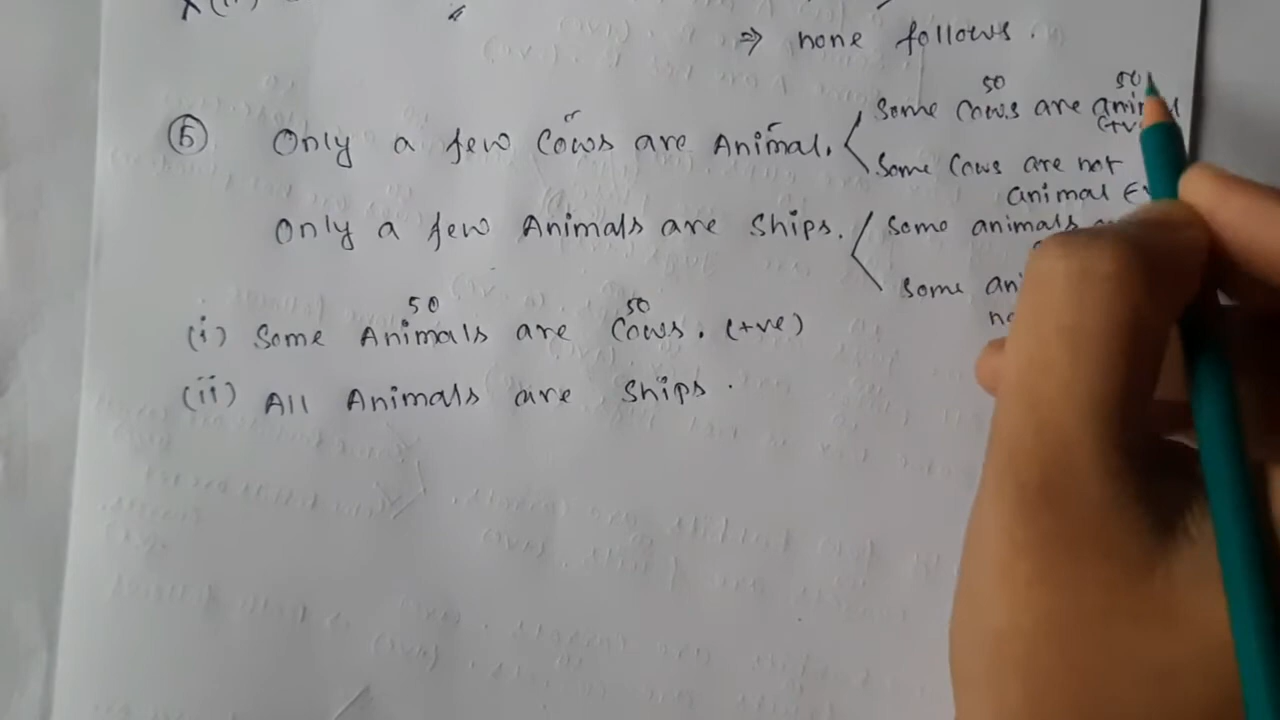 ⇒ none follows.
50 50
⑤ Only a few Cows are Animal. Some Cows are
(+v
Some Cows are not
animal
Only a few Animals are Ships. Some animals
Some
50 50
(i) Some Animals are Cows. (+ve)
(ii) All Animals are Ships.